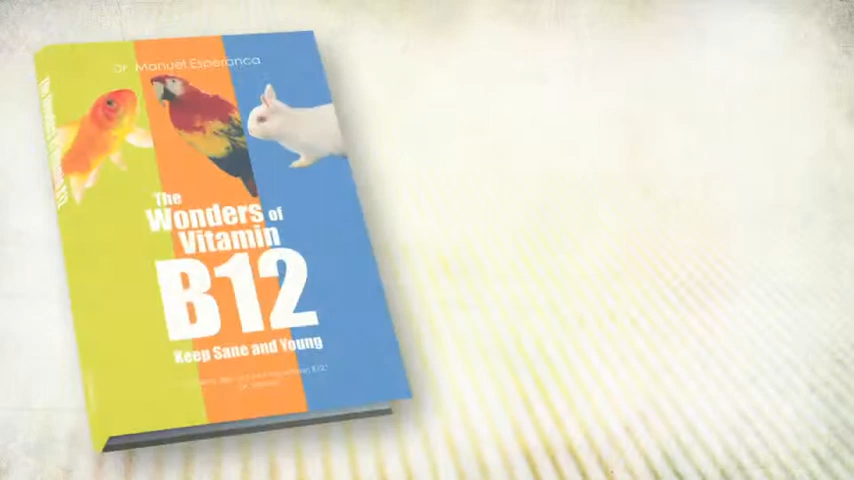 Dr Manuel Esperanca
The
Wonders of
Vitamin
B12
Keep Sane and Young